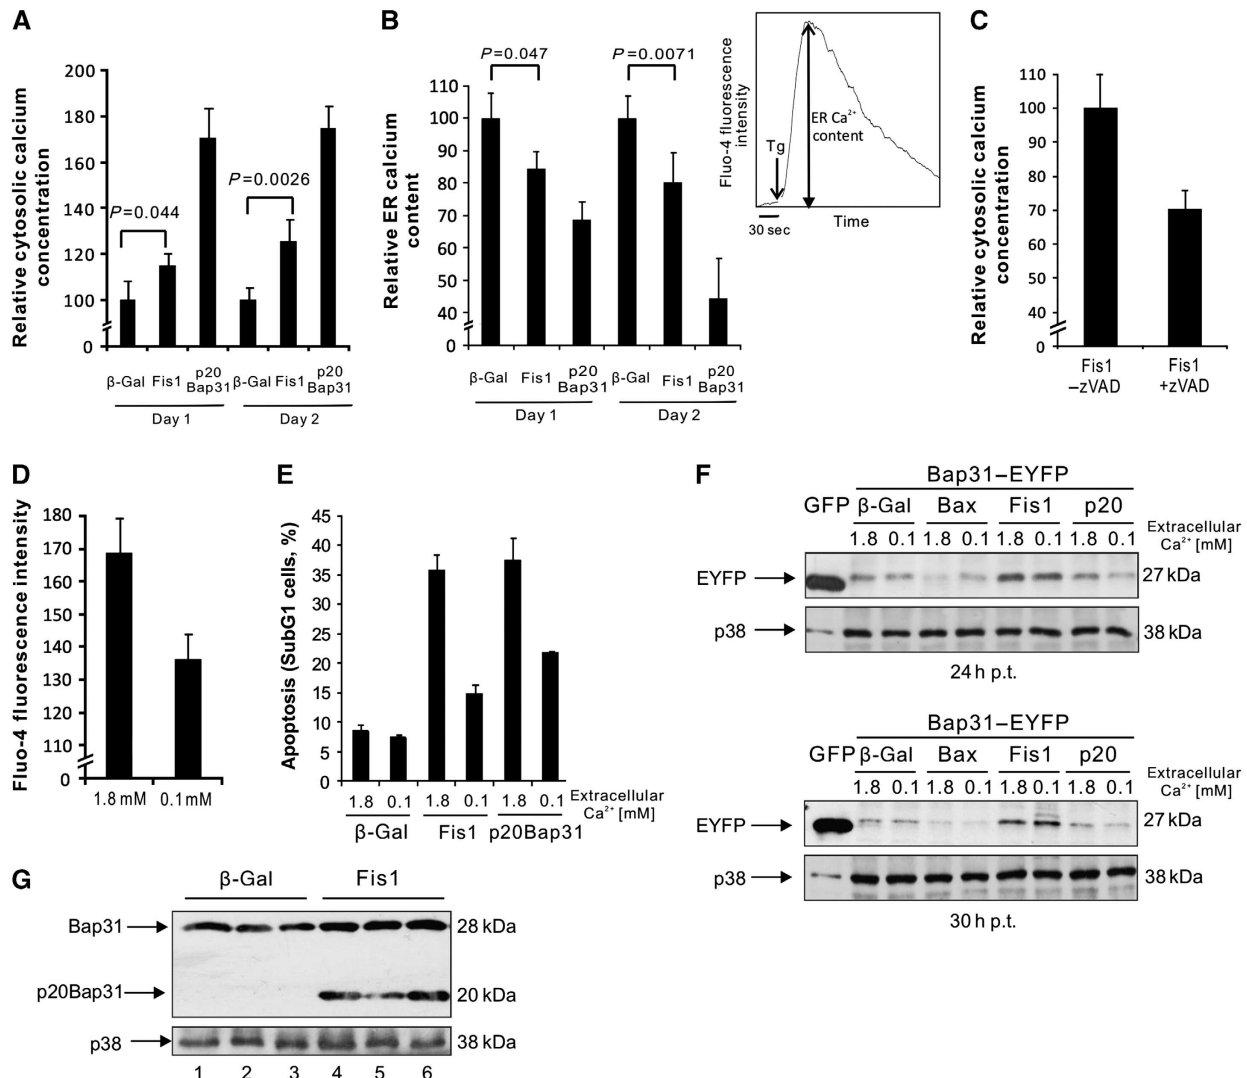 A
Relative cytosolic calcium
concentration
200
180
160
140
120
100
0
P=0.044
P=0.0026
β-Gal Fis1 p20 Bap31 β-Gal Fis1 p20 Bap31
Day 1 Day 2
B
Relative ER calcium
content
110
100
90
80
70
60
50
40
0
P=0.047
P=0.0071
β-Gal Fis1 p20 Bap31 β-Gal Fis1 p20 Bap31
Day 1 Day 2
Fluo-4 fluorescence
intensity
Tg
ER Ca²⁺
content
30 sec
Time
C
Relative cytosolic calcium
concentration
110
100
90
80
70
60
50
40
0
Fis1 Fis1
–zVAD +zVAD
D
Fluo-4 fluorescence intensity
180
170
160
150
140
130
120
110
0
1.8 mM 0.1 mM
E
Apoptosis (SubG1 cells, %)
45
40
35
30
25
20
15
10
5
0
1.8 0.1 1.8 0.1 1.8 0.1 Extracellular
Ca²⁺ [mM]
β-Gal Fis1 p20Bap31
F
Bap31–EYFP
GFP β-Gal Bax Fis1 p20
1.8 0.1 1.8 0.1 1.8 0.1 1.8 0.1 Extracellular
Ca²⁺ [mM]
EYFP 27 kDa
p38 38 kDa
24 h p.t.
Bap31–EYFP
GFP β-Gal Bax Fis1 p20
1.8 0.1 1.8 0.1 1.8 0.1 1.8 0.1 Extracellular
Ca²⁺ [mM]
EYFP 27 kDa
p38 38 kDa
30 h p.t.
G
β-Gal Fis1
Bap31 28 kDa
p20Bap31 20 kDa
p38 38 kDa
1 2 3 4 5 6